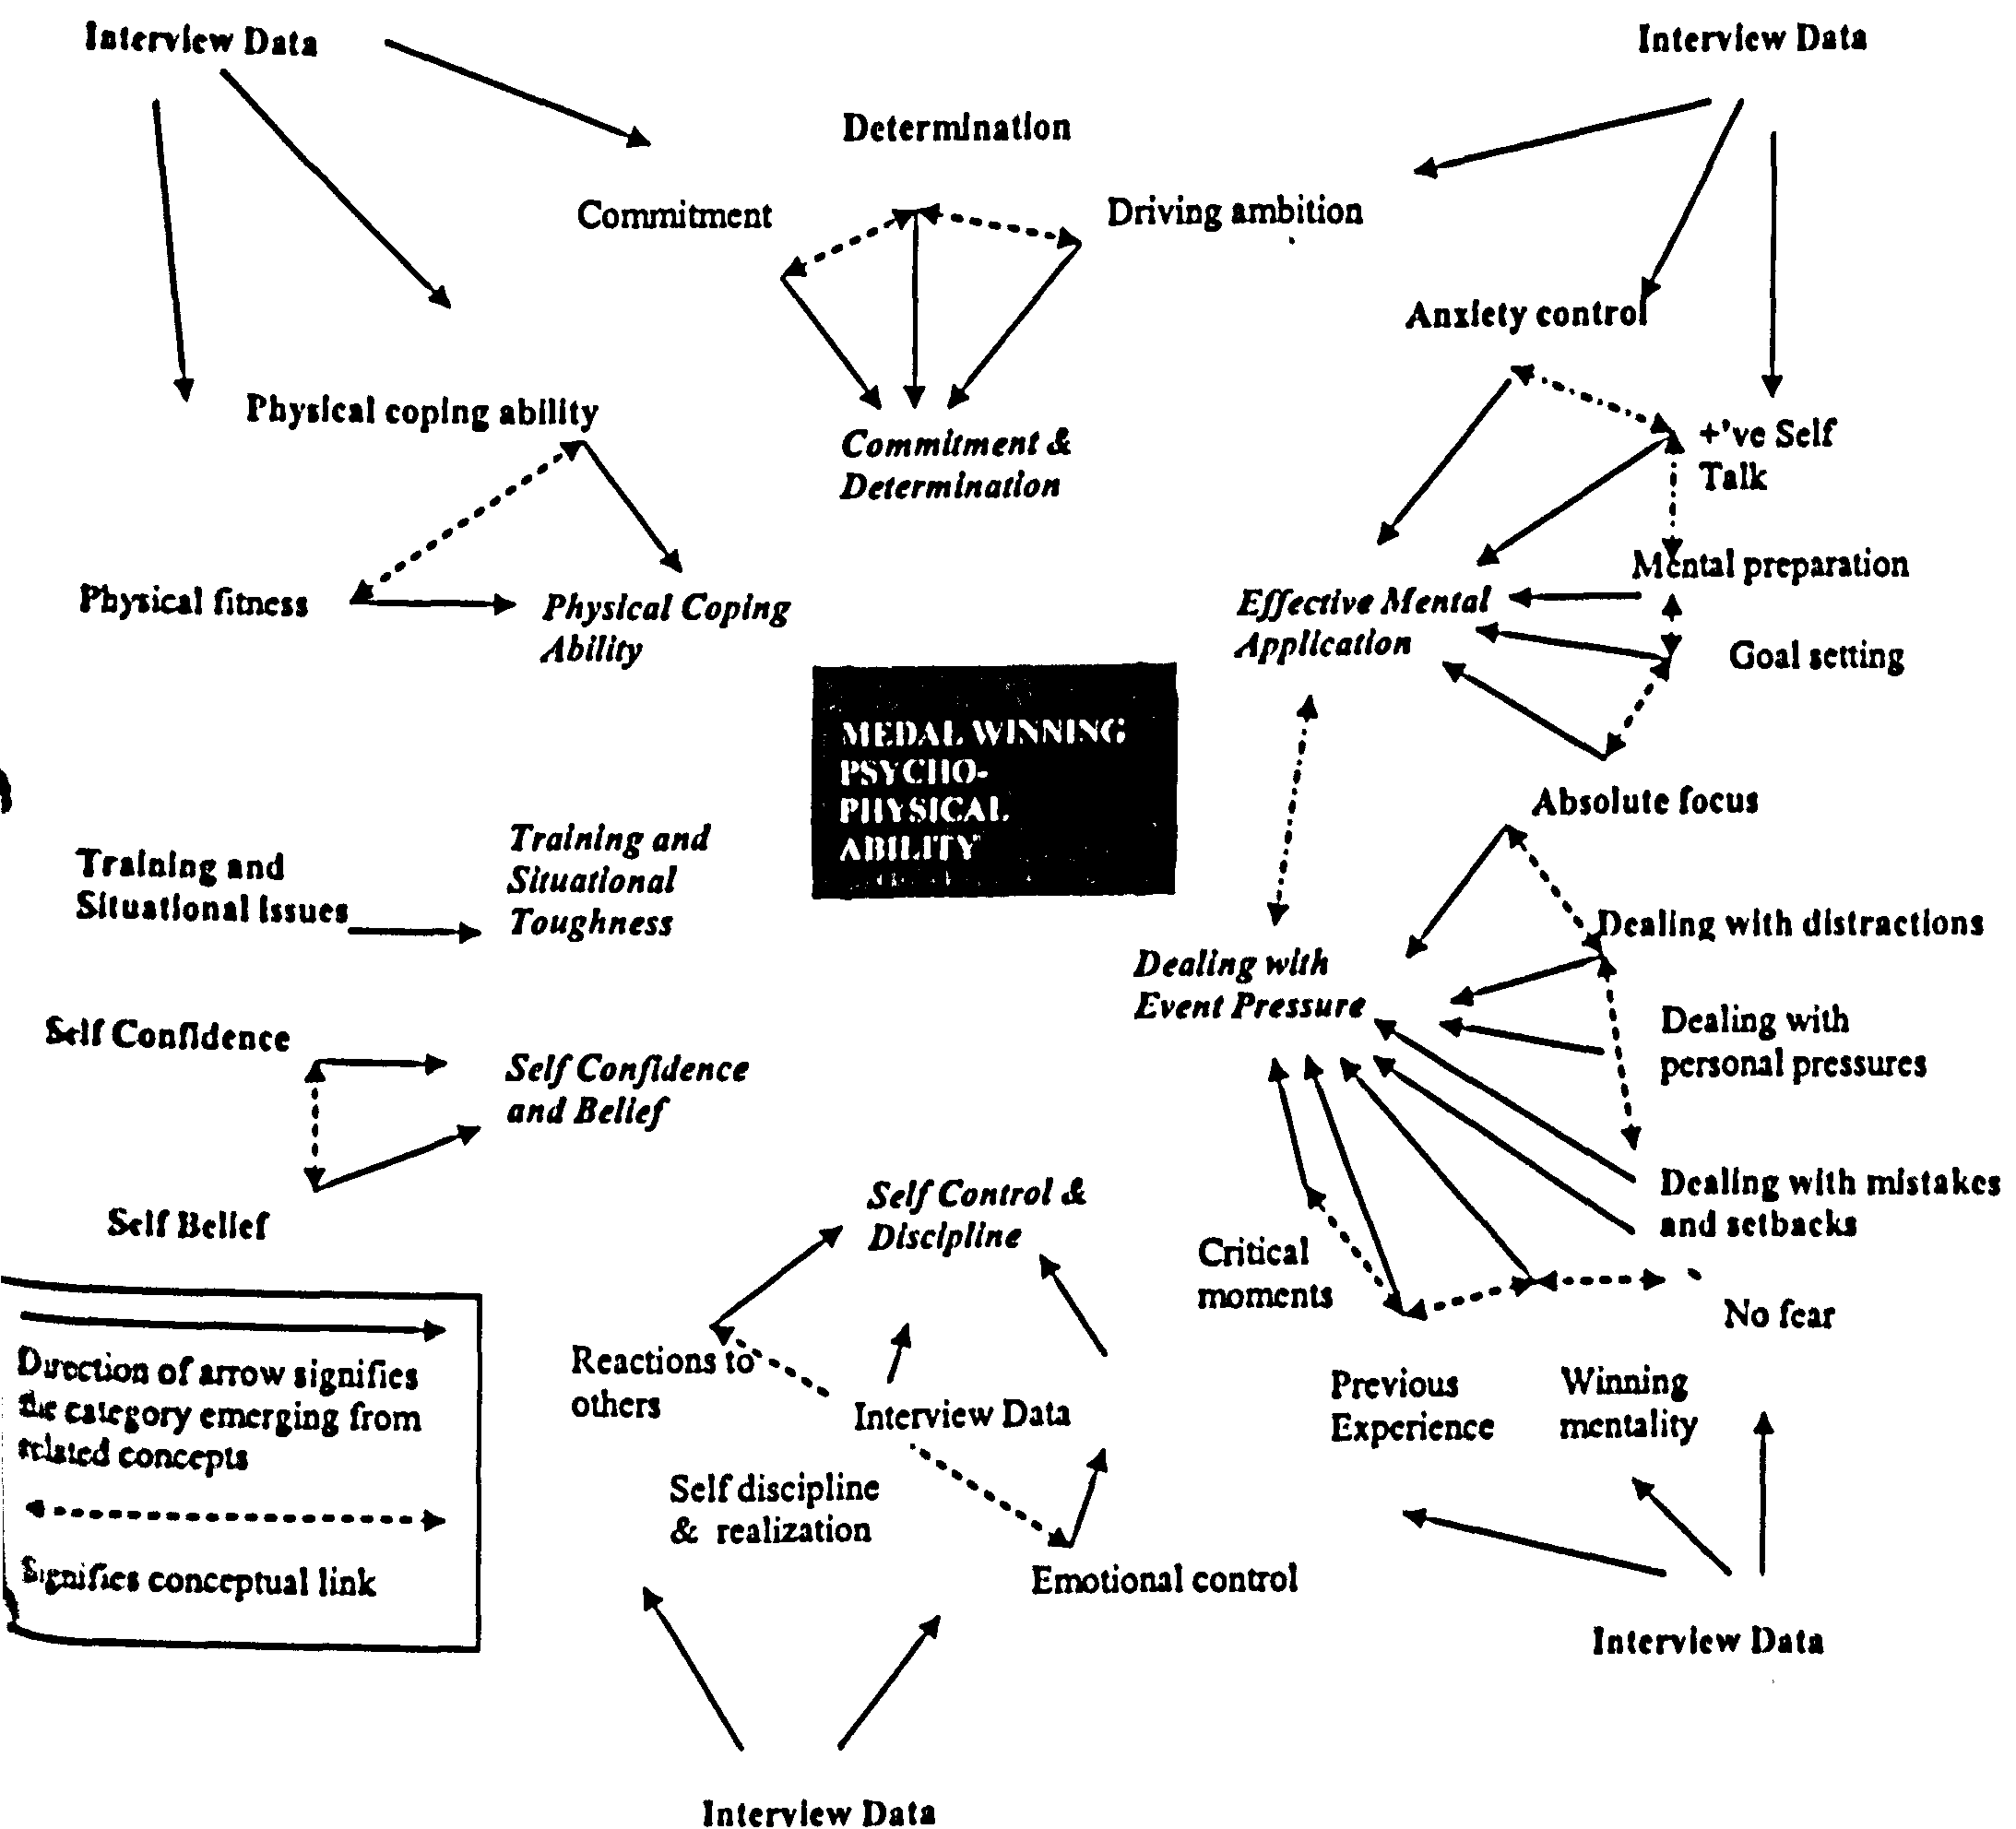 Interview Data
Interview Data
Determination
Commitment
Driving ambition
Anxiety control
Physical coping ability
Commitment &
Determination
+'ve Self
Talk
Mental preparation
Physical fitness
Physical Coping
Ability
Effective Mental
Application
Goal setting
MEDAL WINNING
PSYCHO-
PHYSICAL
ABILITY
Absolute focus
Training and
Situational Issues
Training and
Situational
Toughness
Dealing with distractions
Dealing with
Event Pressure
Dealing with
personal pressures
Self Confidence
Self Confidence
and Belief
Self Belief
Self Control &
Discipline
Dealing with mistakes
and setbacks
Critical
moments
No fear
Reactions to
others
Interview Data
Previous
Experience
Winning
mentality
Self discipline
& realization
Emotional control
Direction of arrow signifies
the category emerging from
related concepts
Signifies conceptual link
Interview Data
Interview Data